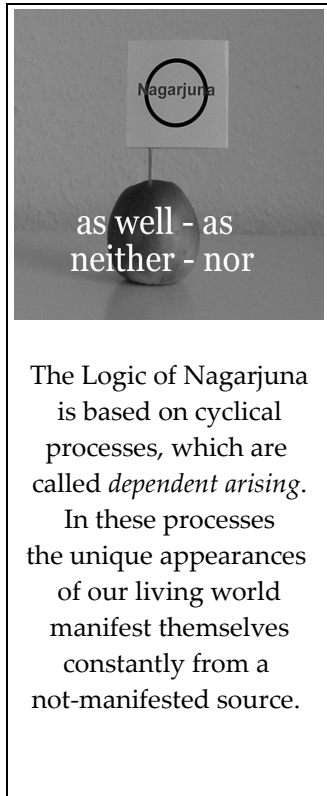 Nagarjuna
as well - as
neither - nor
The Logic of Nagarjuna
is based on cyclical
processes, which are
called dependent arising.
In these processes
the unique appearances
of our living world
manifest themselves
constantly from a
not-manifested source.